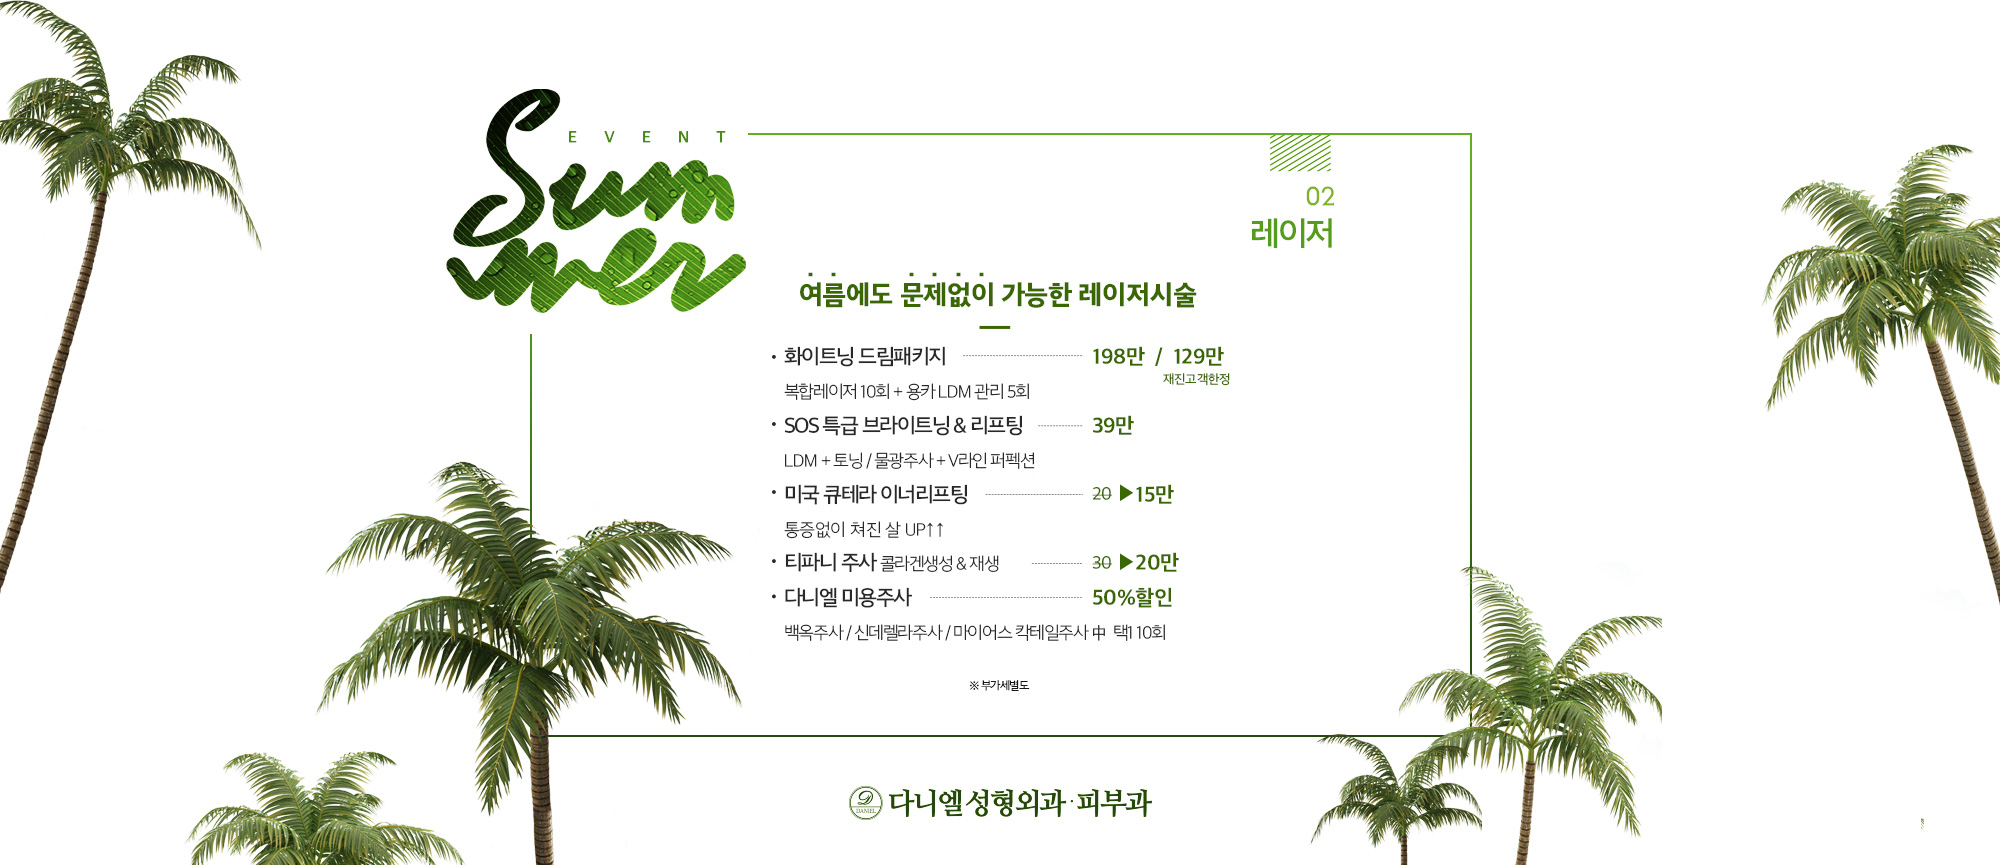 EVENT
Summer
02
레이저
여름에도 문제없이 가능한 레이저시술
· 화이트닝 드림패키지 198만 / 129만
재진고객한정
복합레이저 10회 + 용카 LDM 관리 5회
· SOS 특급 브라이트닝 & 리프팅 39만
LDM + 토닝 / 물광주사 + V라인 퍼펙션
· 미국 큐테라 이너리프팅 20 ▶15만
통증없이 쳐진 살 UP↑↑
· 티파니 주사 콜라겐생성 & 재생 30 ▶20만
· 다니엘 미용주사 50%할인
백옥주사 / 신데렐라주사 / 마이어스 칵테일주사 中 택1 10회
※ 부가세별도
DANIEL 다니엘성형외과·피부과